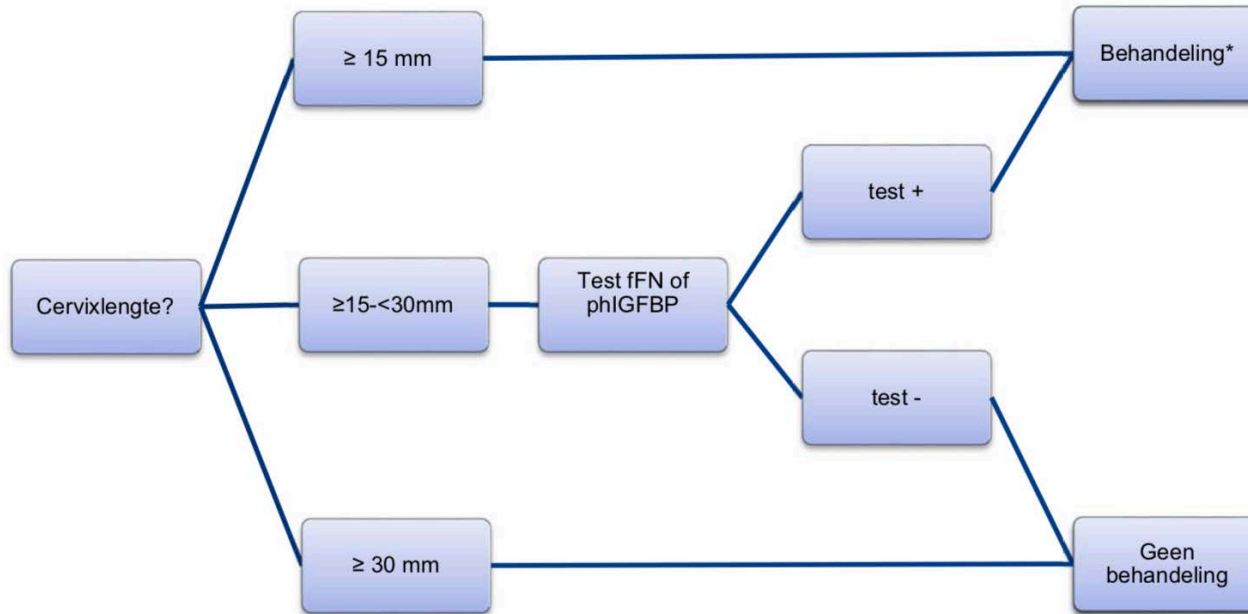 ≥ 15 mm
Behandeling*
test +
Cervixlengte?
≥15-<30mm
Test fFN of
phIGFBP
test -
≥ 30 mm
Geen
behandeling